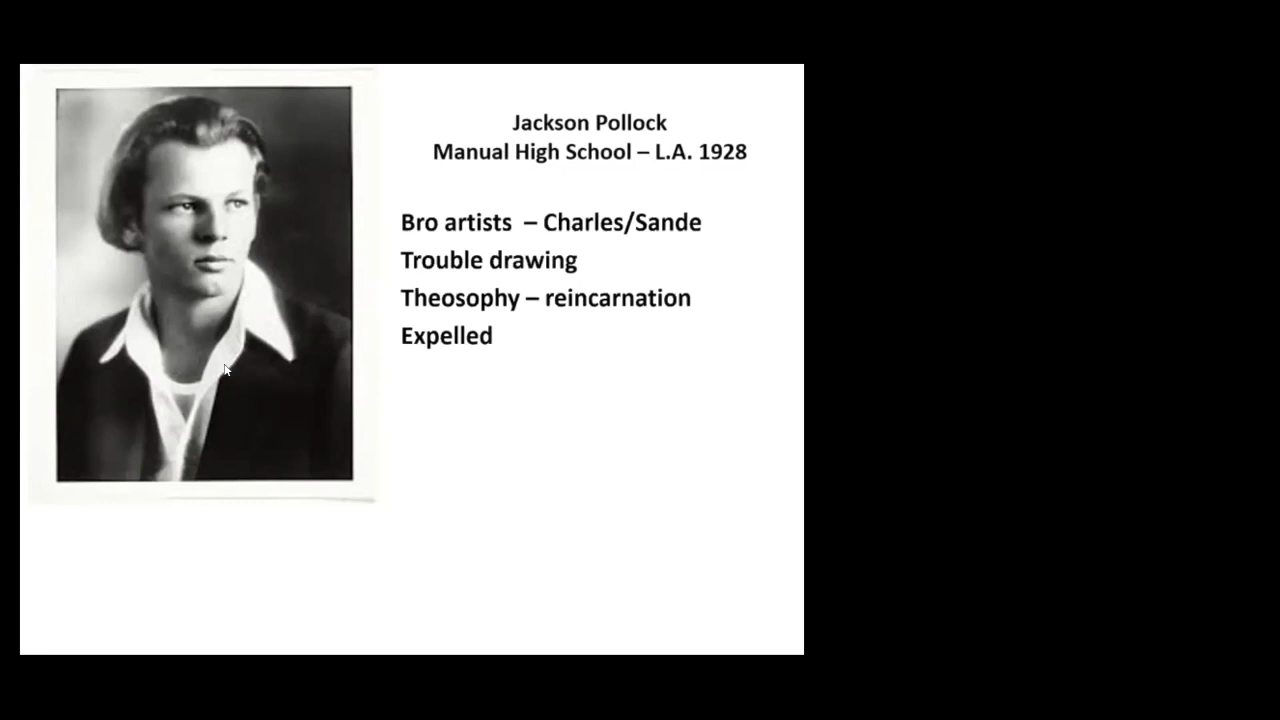 Jackson Pollock
Manual High School – L.A. 1928
Bro artists – Charles/Sande
Trouble drawing
Theosophy – reincarnation
Expelled